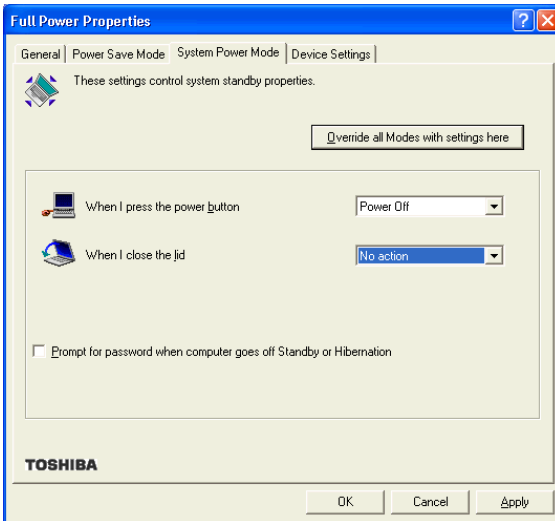 Full Power Properties
General Power Save Mode System Power Mode Device Settings
These settings control system standby properties.
Override all Modes with settings here
When I press the power button Power Off
When I close the lid No action
Prompt for password when computer goes off Standby or Hibernation
TOSHIBA
OK Cancel Apply